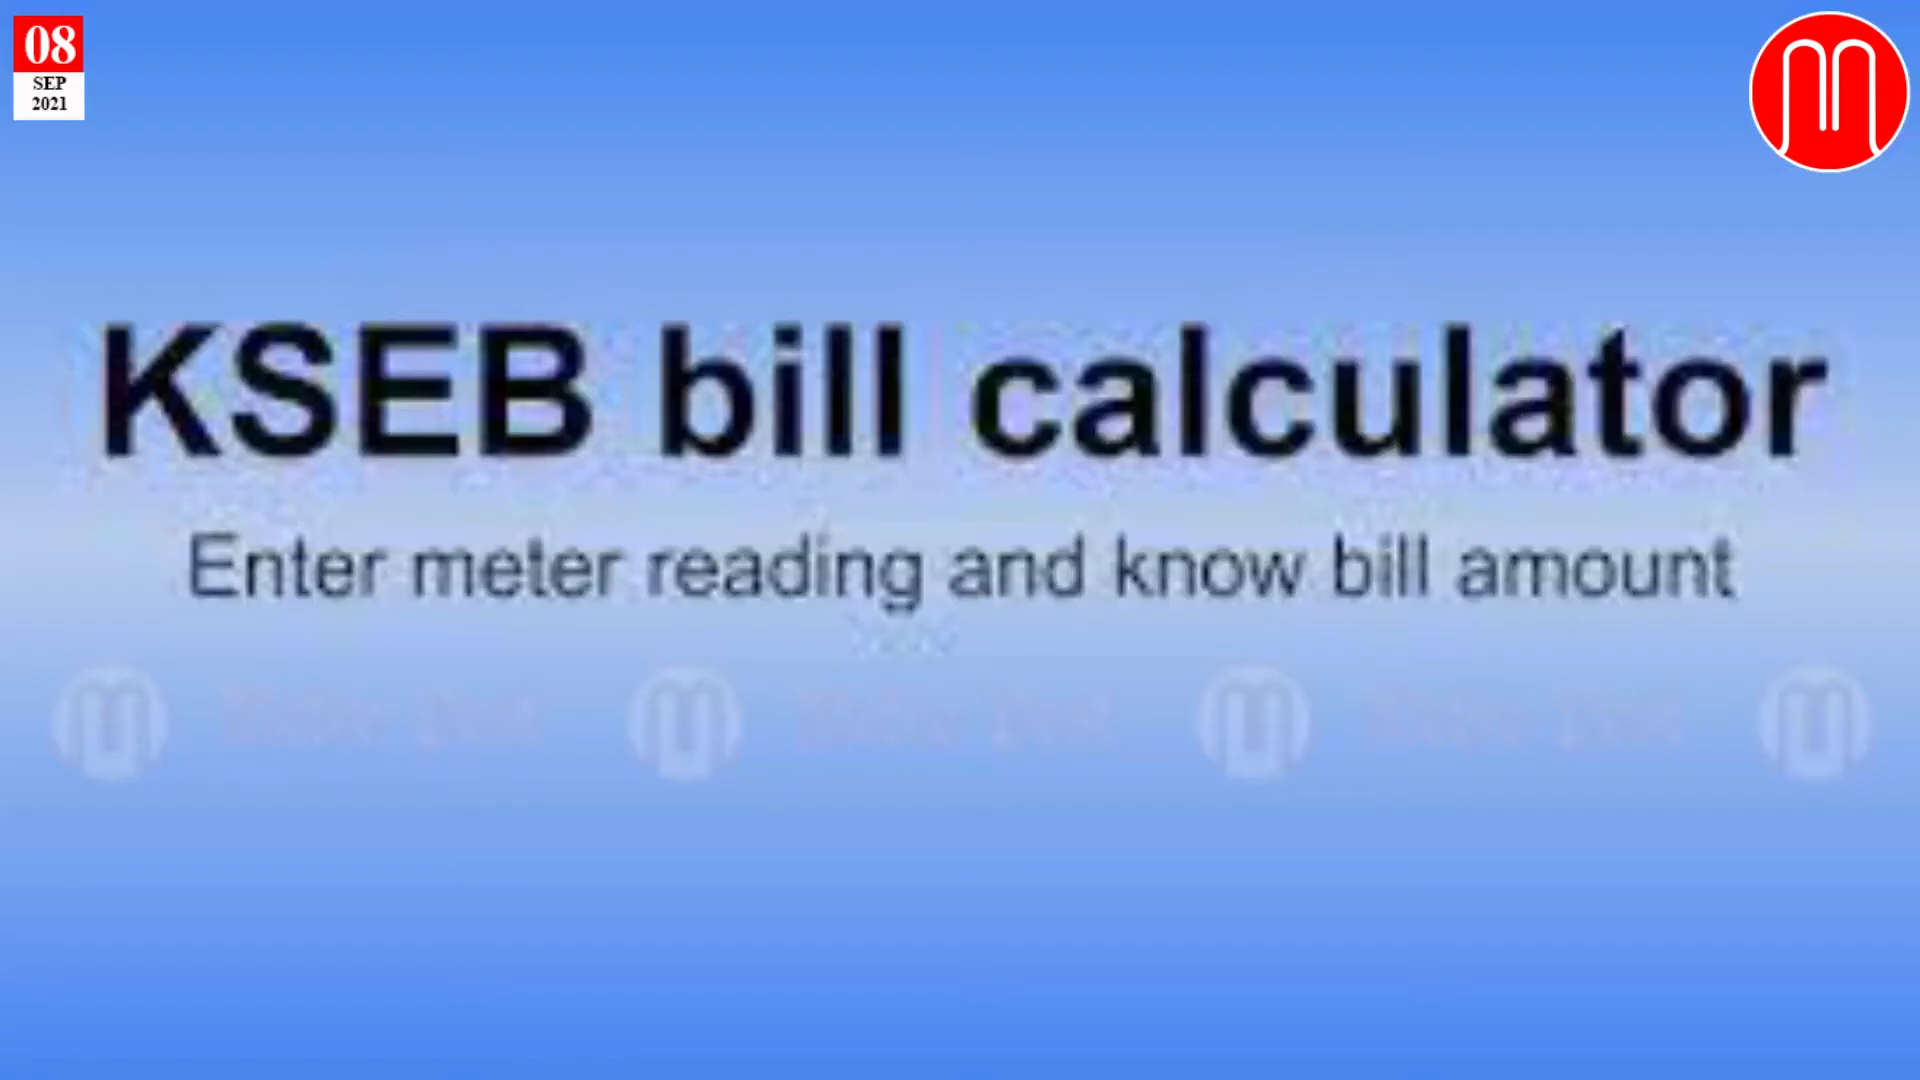 08
SEP
2021
KSEB bill calculator
Enter meter reading and know bill amount